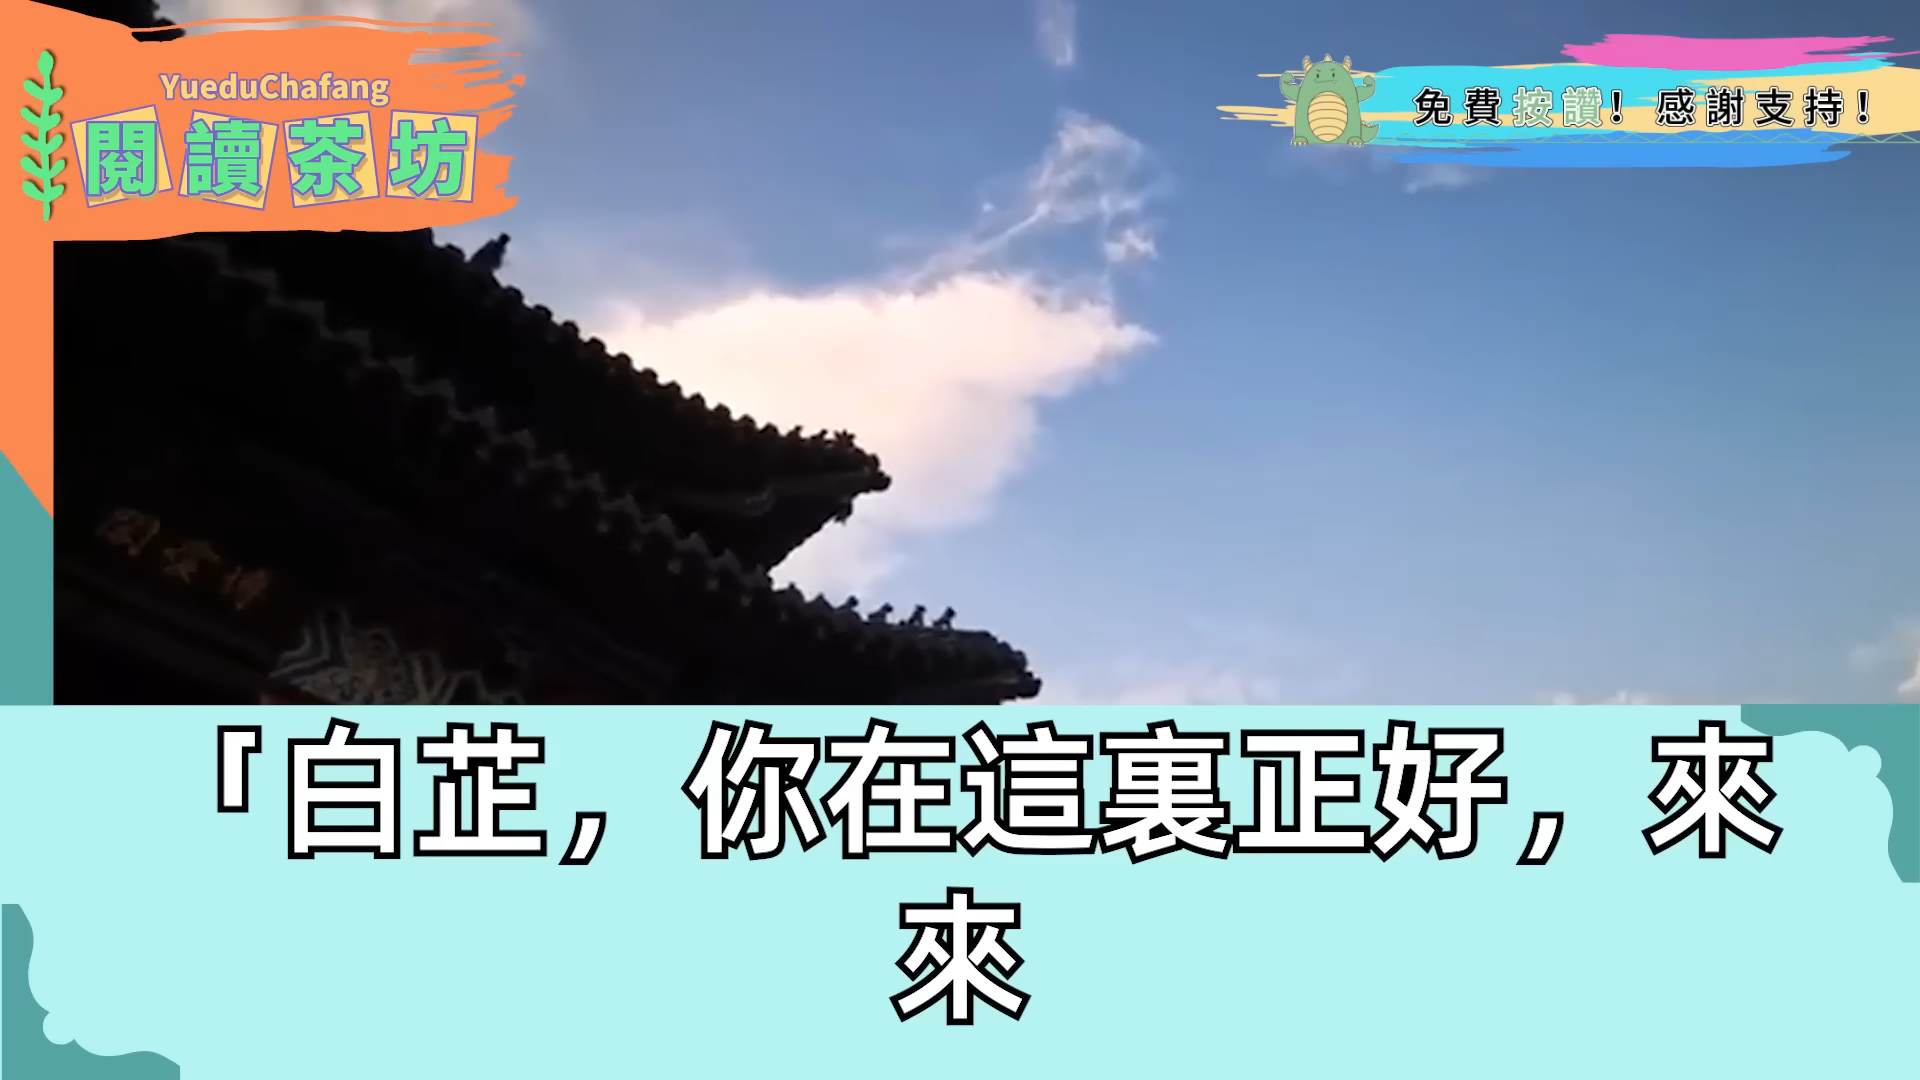 YueduChafang
閱讀茶坊
免費按讚！感謝支持！
「白芷，你在這裏正好，來
來